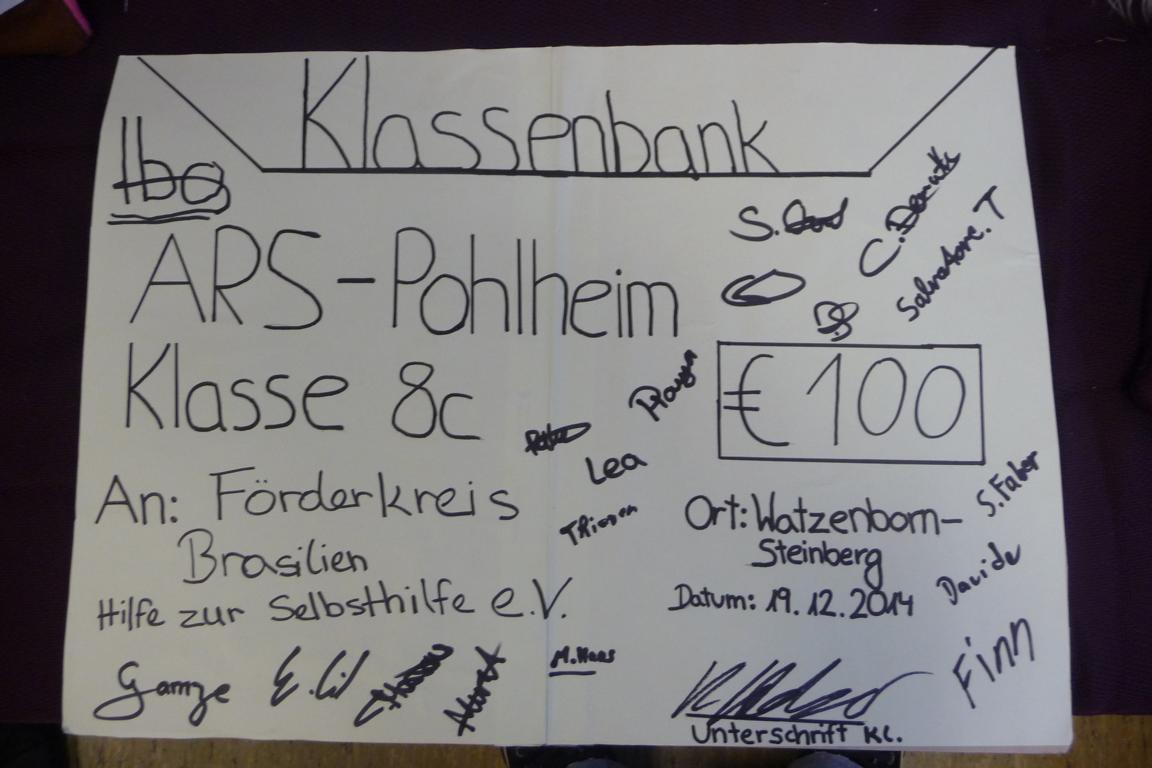 Klassenbank
Ibo
S.
C.
Salvatore.T
ARS-Pohlheim
€ 100
Klasse 8c
Lea
S.Faber
An: Förderkreis
Brasilien
Hilfe zur Selbsthilfe e.V.
Ort: Watzenborn-
Steinberg
Datum: 19.12.2014
Davide
Finn
Gamze
M.Haas
Unterschrift KL.